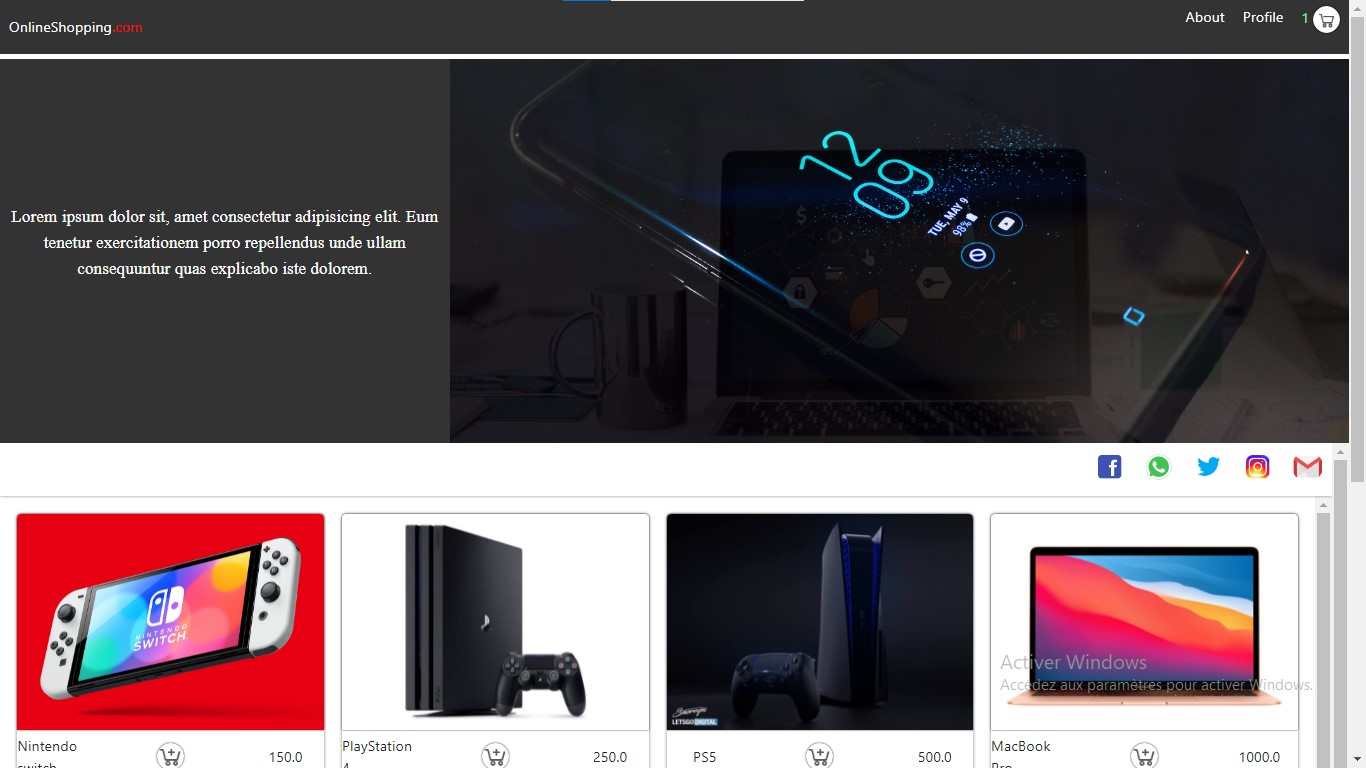 OnlineShopping.com
About Profile 1
Lorem ipsum dolor sit, amet consectetur adipisicing elit. Eum
tenetur exercitationem porro repellendus unde ullam
consequuntur quas explicabo iste dolorem.
12
09
TUE, MAY 9
98%
NINTENDO
SWITCH
LETSGODIGITAL
Activer Windows
Accédez aux paramètres pour activer Windows.
Nintendo
switch
150.0
PlayStation
4
250.0
PS5
500.0
MacBook
Pro
1000.0